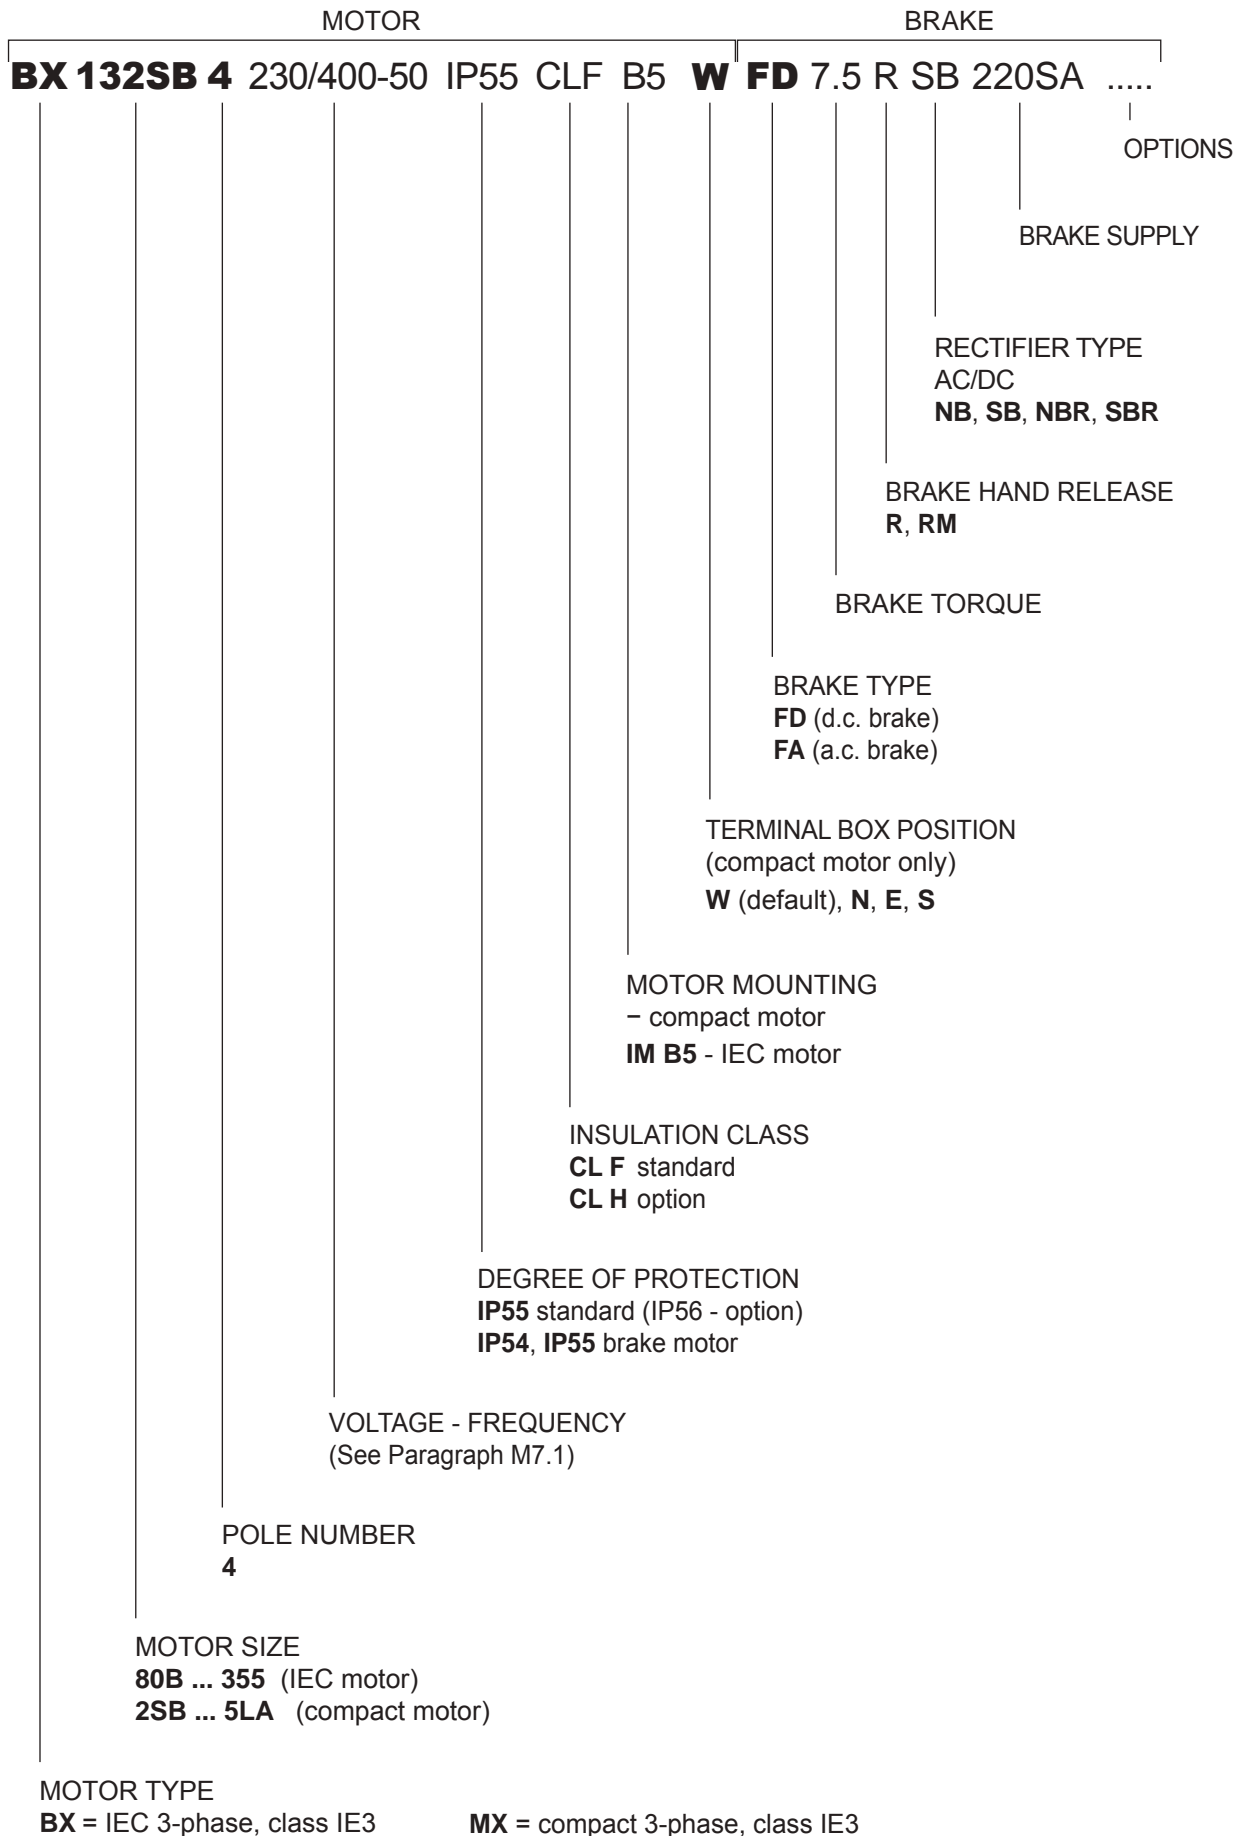 MOTOR BRAKE
BX 132SB 4 230/400-50 IP55 CLF B5 W FD 7.5 R SB 220SA .....
OPTIONS
BRAKE SUPPLY
RECTIFIER TYPE
AC/DC
NB, SB, NBR, SBR
BRAKE HAND RELEASE
R, RM
BRAKE TORQUE
BRAKE TYPE
FD (d.c. brake)
FA (a.c. brake)
TERMINAL BOX POSITION
(compact motor only)
W (default), N, E, S
MOTOR MOUNTING
− compact motor
IM B5 - IEC motor
INSULATION CLASS
CL F standard
CL H option
DEGREE OF PROTECTION
IP55 standard (IP56 - option)
IP54, IP55 brake motor
VOLTAGE - FREQUENCY
(See Paragraph M7.1)
POLE NUMBER
4
MOTOR SIZE
80B ... 355 (IEC motor)
2SB ... 5LA (compact motor)
MOTOR TYPE
BX = IEC 3-phase, class IE3 MX = compact 3-phase, class IE3